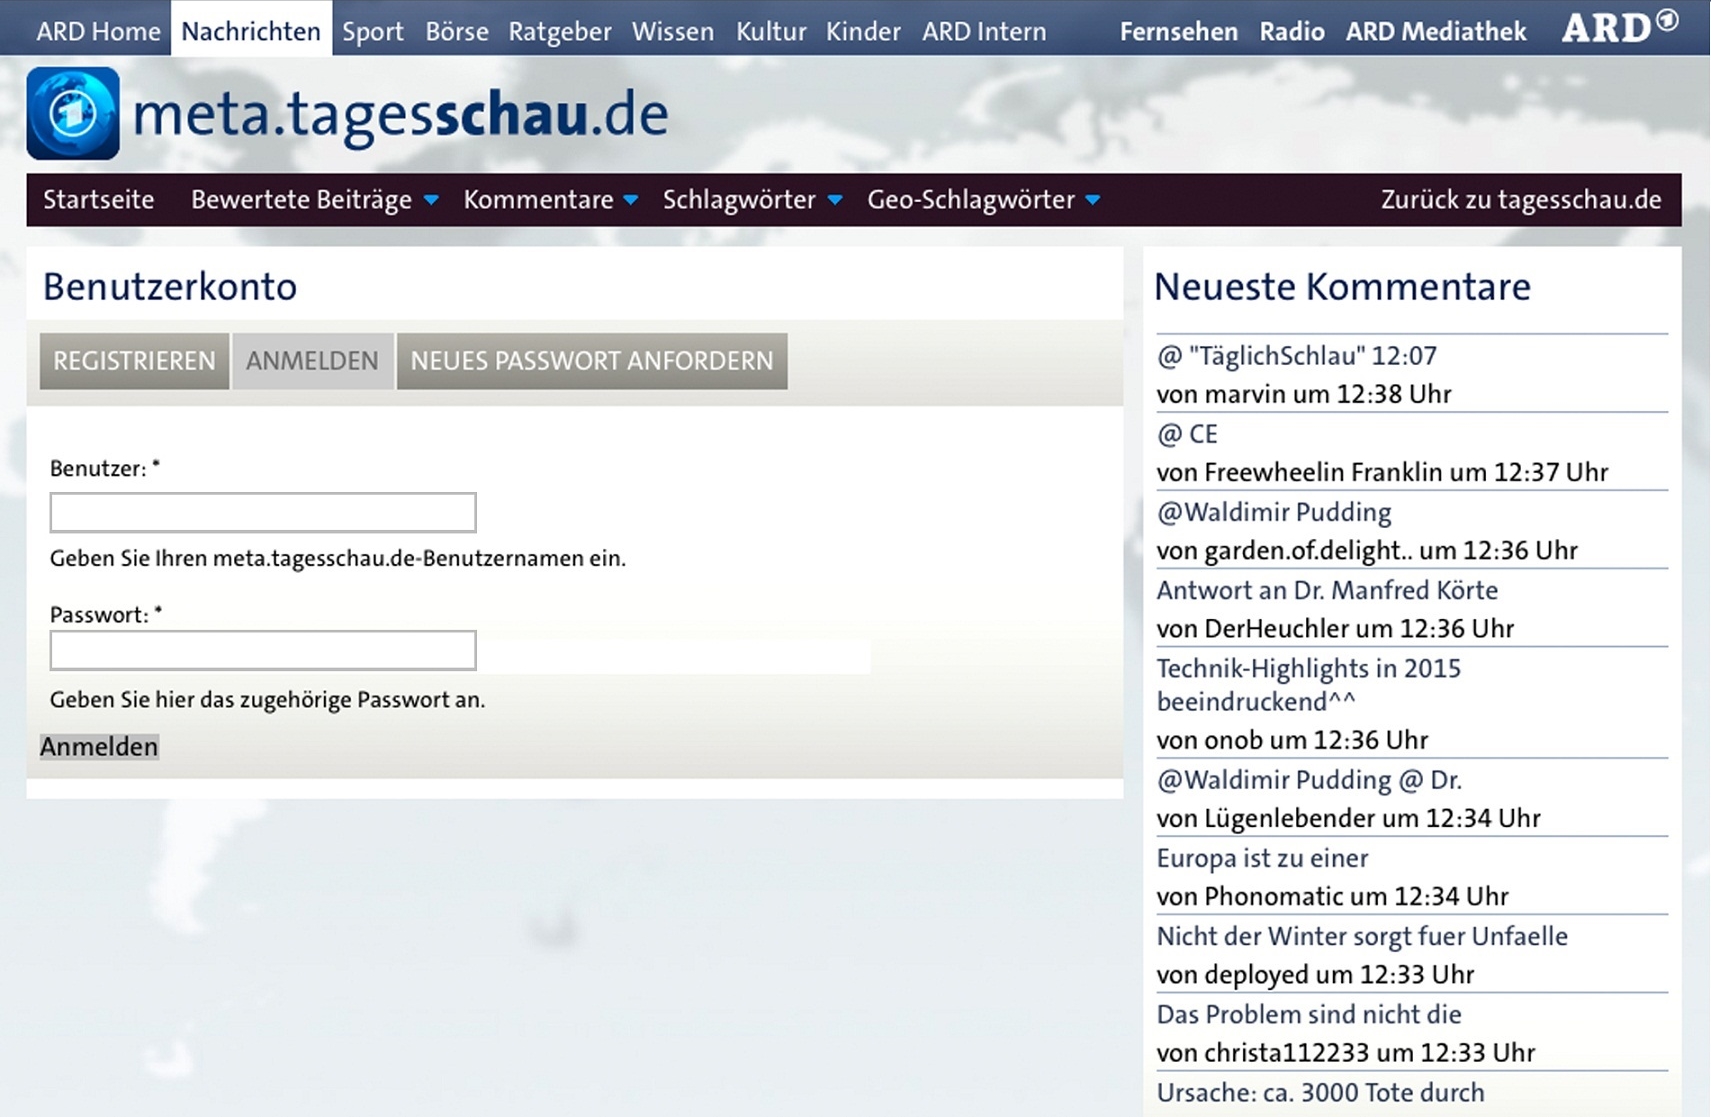 ARD Home Nachrichten Sport Börse Ratgeber Wissen Kultur Kinder ARD Intern Fernsehen Radio ARD Mediathek ARD 1
1 meta.tagesschau.de
Startseite Bewertete Beiträge Kommentare Schlagwörter Geo-Schlagwörter Zurück zu tagesschau.de
Benutzerkonto
REGISTRIEREN ANMELDEN NEUES PASSWORT ANFORDERN
Benutzer: *
Geben Sie Ihren meta.tagesschau.de-Benutzernamen ein.
Passwort: *
Geben Sie hier das zugehörige Passwort an.
Anmelden
Neueste Kommentare
@ "TäglichSchlau" 12:07
von marvin um 12:38 Uhr
@ CE
von Freewheelin Franklin um 12:37 Uhr
@Waldimir Pudding
von garden.of.delight.. um 12:36 Uhr
Antwort an Dr. Manfred Körte
von DerHeuchler um 12:36 Uhr
Technik-Highlights in 2015
beeindruckend^^
von onob um 12:36 Uhr
@Waldimir Pudding @ Dr.
von Lügenlebender um 12:34 Uhr
Europa ist zu einer
von Phonomatic um 12:34 Uhr
Nicht der Winter sorgt fuer Unfaelle
von deployed um 12:33 Uhr
Das Problem sind nicht die
von christa112233 um 12:33 Uhr
Ursache: ca. 3000 Tote durch